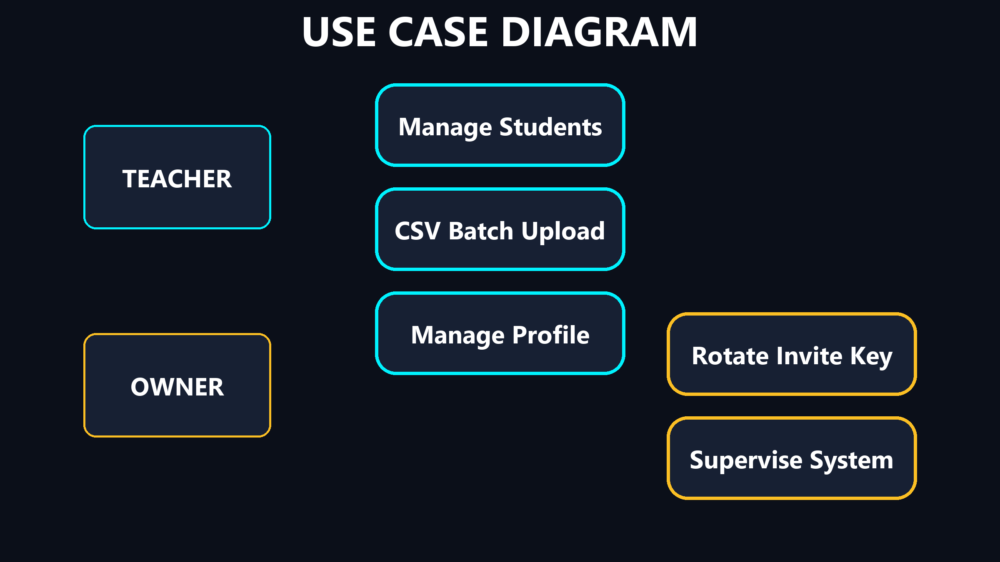 USE CASE DIAGRAM
TEACHER
OWNER
Manage Students
CSV Batch Upload
Manage Profile
Rotate Invite Key
Supervise System